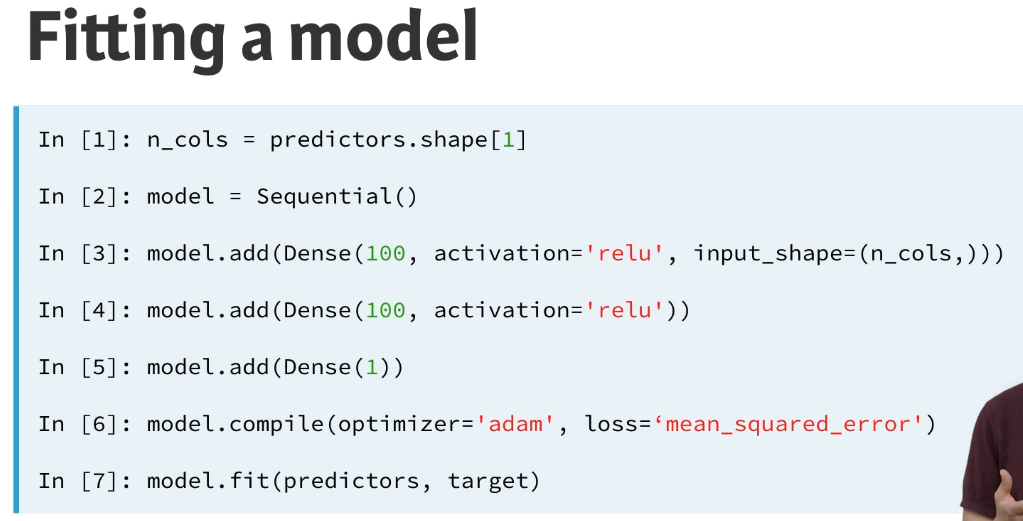 Fitting a model
In [1]: n_cols = predictors.shape[1]
In [2]: model = Sequential()
In [3]: model.add(Dense(100, activation='relu', input_shape=(n_cols,)))
In [4]: model.add(Dense(100, activation='relu'))
In [5]: model.add(Dense(1))
In [6]: model.compile(optimizer='adam', loss=‘mean_squared_error')
In [7]: model.fit(predictors, target)